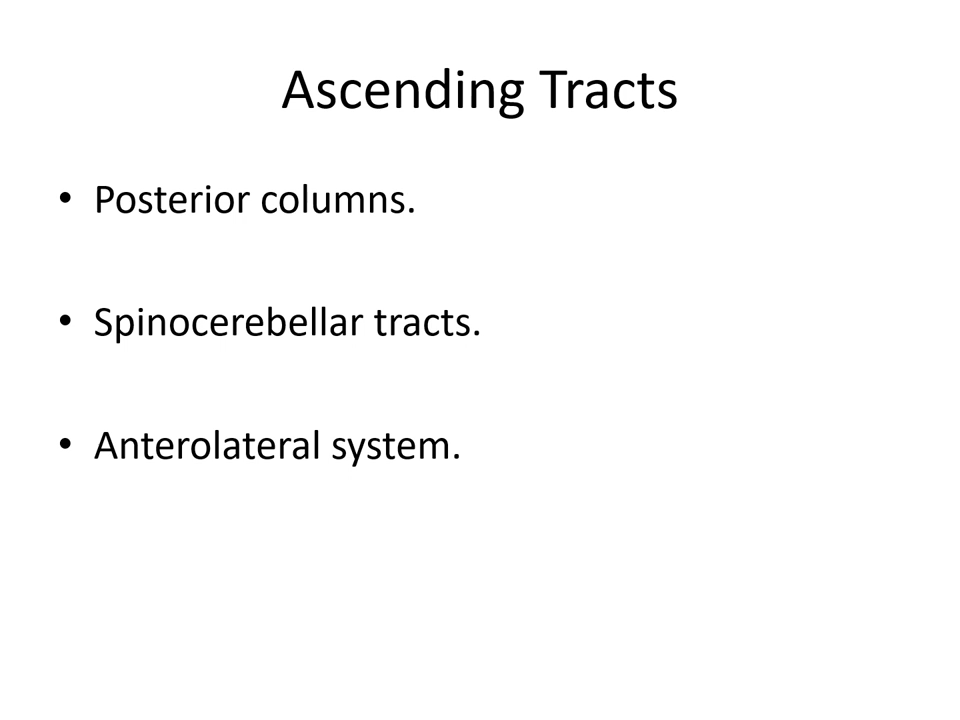 Ascending Tracts
• Posterior columns.
• Spinocerebellar tracts.
• Anterolateral system.